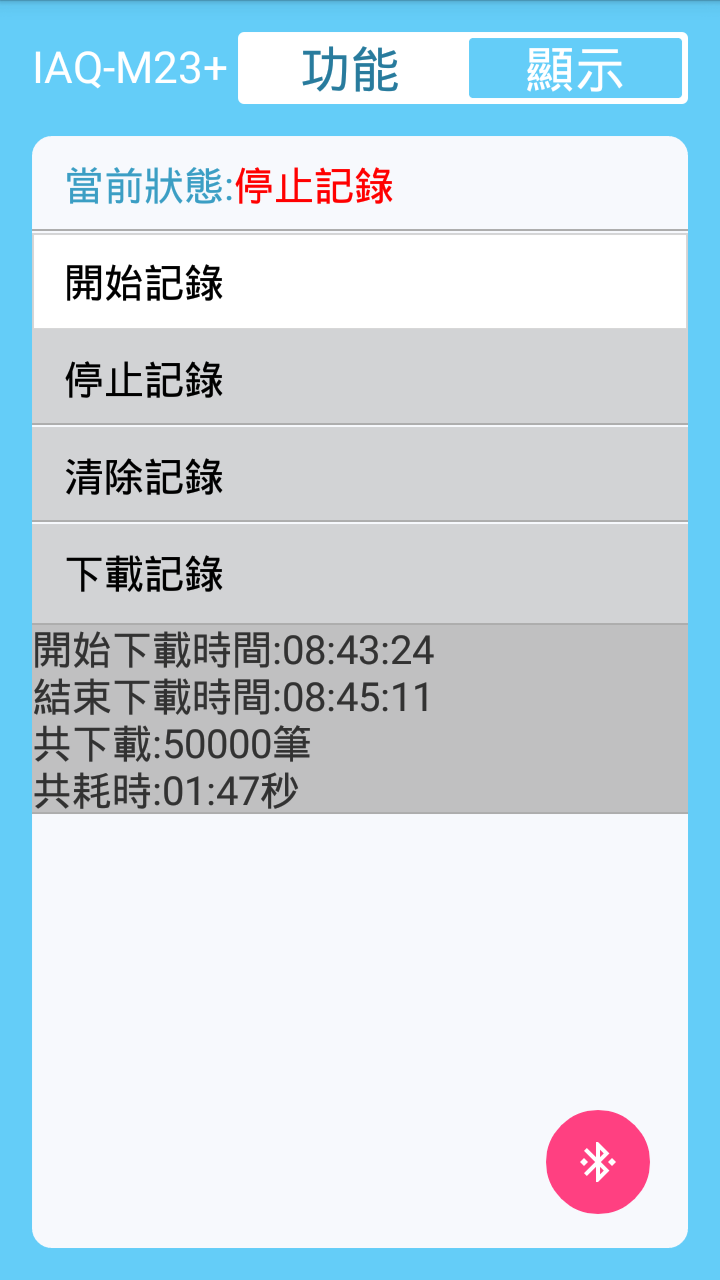 IAQ-M23+ 功能 顯示
當前狀態:停止記錄
開始記錄
停止記錄
清除記錄
下載記錄
開始下載時間:08:43:24
結束下載時間:08:45:11
共下載:50000筆
共耗時:01:47秒